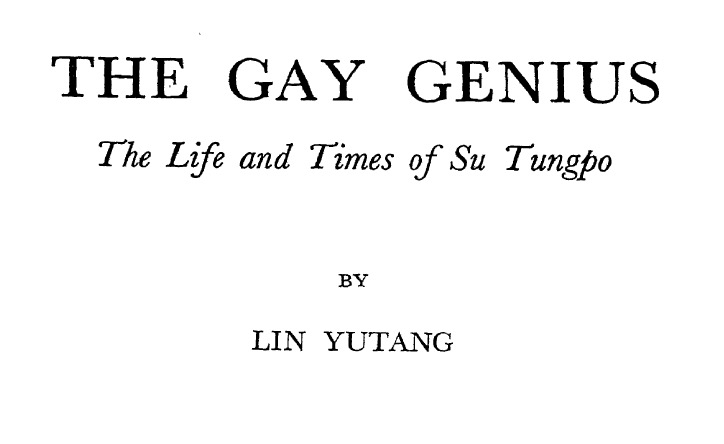 THE GAY GENIUS
The Life and Times of Su Tungpo
BY
LIN YUTANG